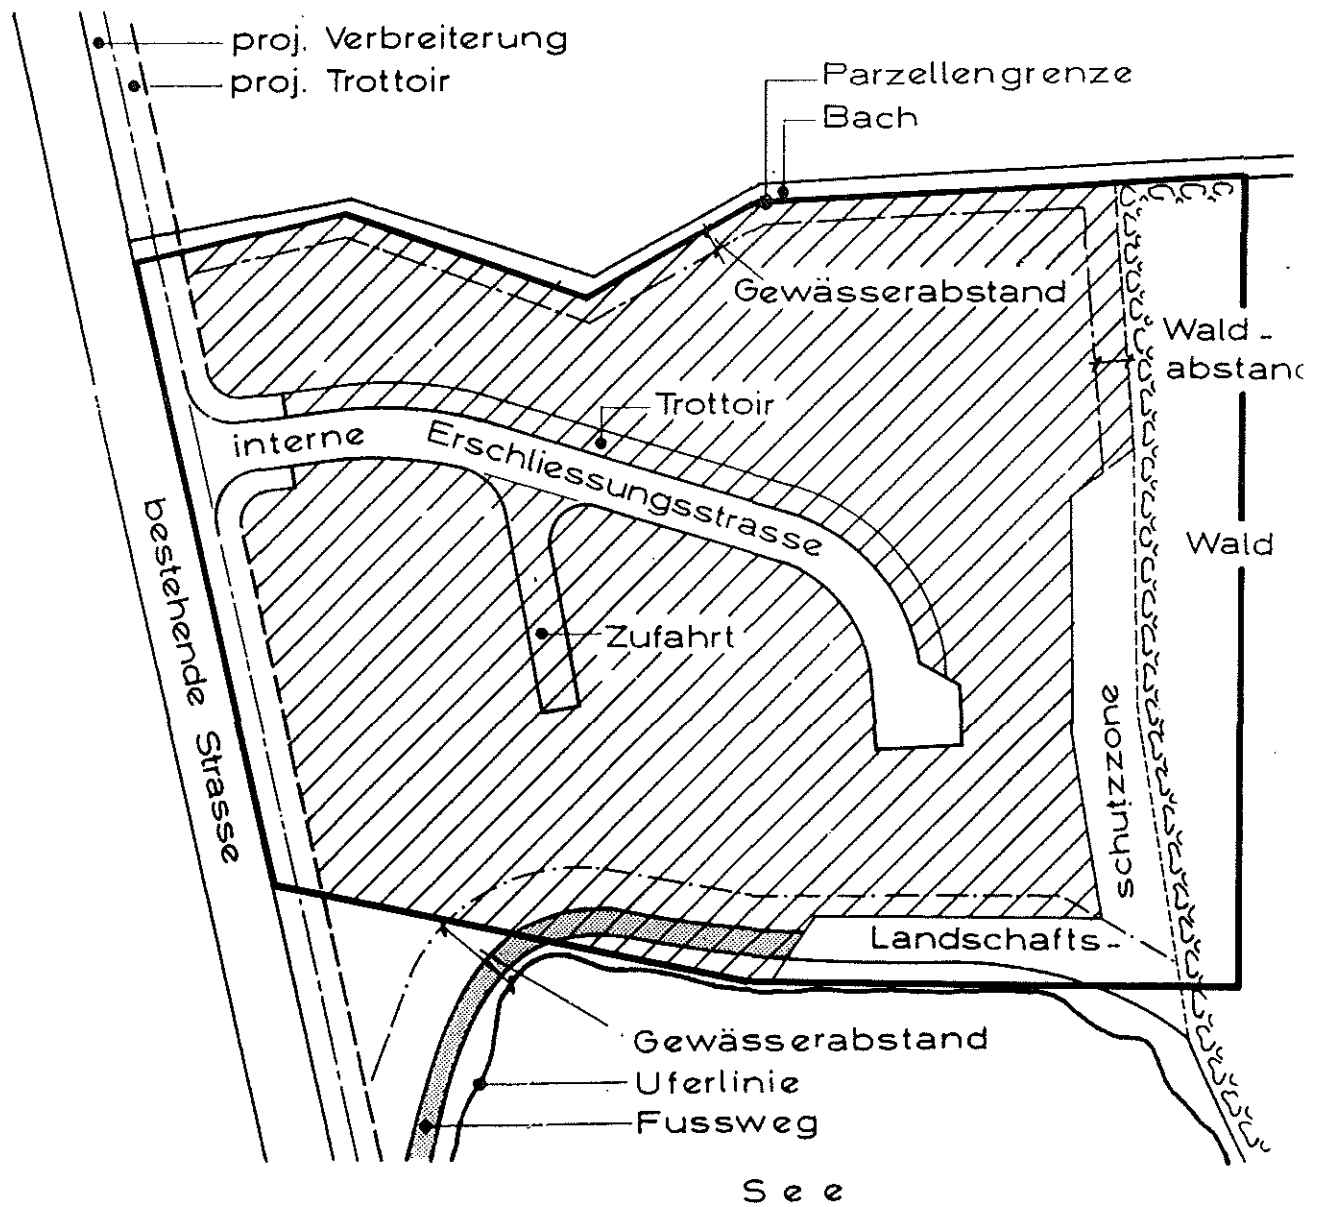 proj. Verbreiterung
proj. Trottoir
Parzellengrenze
Bach
Gewässerabstand
Wald-
abstand
Trottoir
interne Erschliessungsstrasse
bestehende Strasse
Wald
Zufahrt
Landschafts-
schutzzone
Gewässerabstand
Uferlinie
Fussweg
See